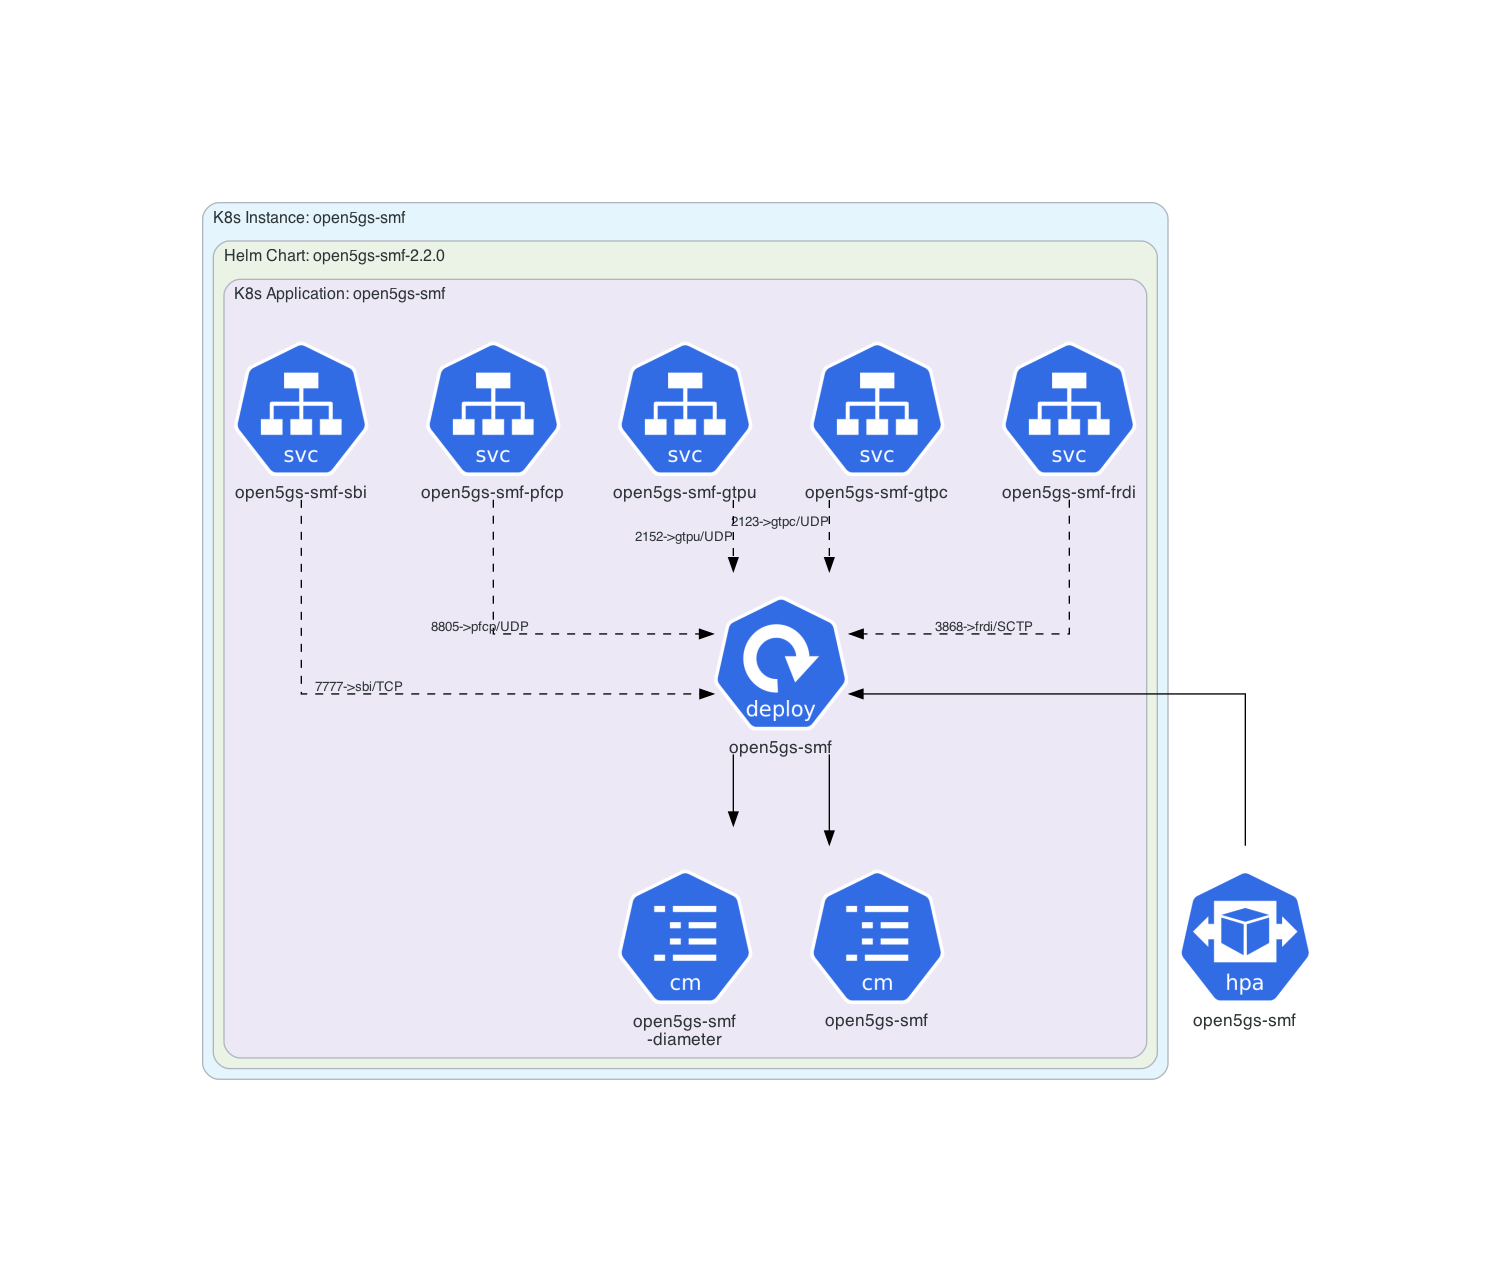 K8s Instance: open5gs-smf
Helm Chart: open5gs-smf-2.2.0
K8s Application: open5gs-smf
svc
svc
svc
svc
svc
open5gs-smf-sbi
open5gs-smf-pfcp
open5gs-smf-gtpu
open5gs-smf-gtpc
open5gs-smf-frdi
2123->gtpc/UDP
2152->gtpu/UDP
8805->pfcp/UDP
3868->frdi/SCTP
7777->sbi/TCP
deploy
open5gs-smf
cm
cm
hpa
open5gs-smf
-diameter
open5gs-smf
open5gs-smf